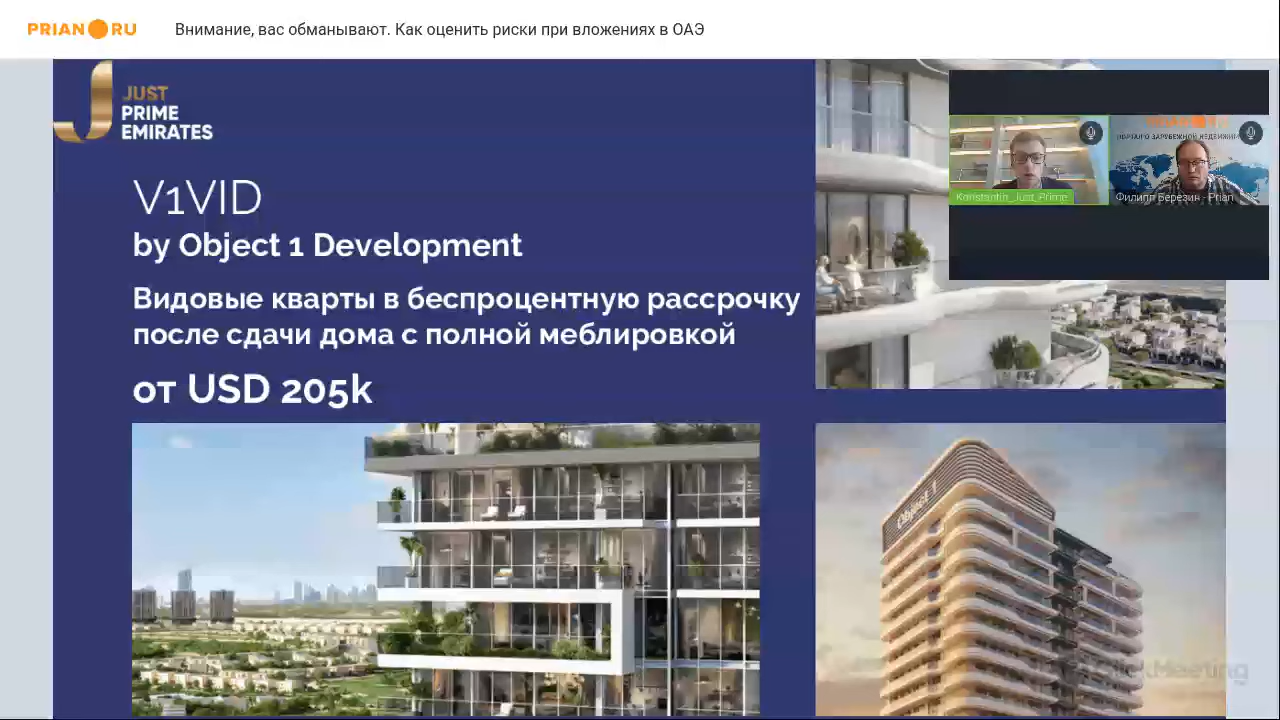 PRIAN RU
Внимание, вас обманывают. Как оценить риски при вложениях в ОАЭ
JUST
PRIME
EMIRATES
V1VID
by Object 1 Development
Видовые кварты в беспроцентную рассрочку
после сдачи дома с полной меблировкой
от USD 205k
Konstantin_Just_Prime
Филипп Березин - Prian
Object 1
ClickMeeting